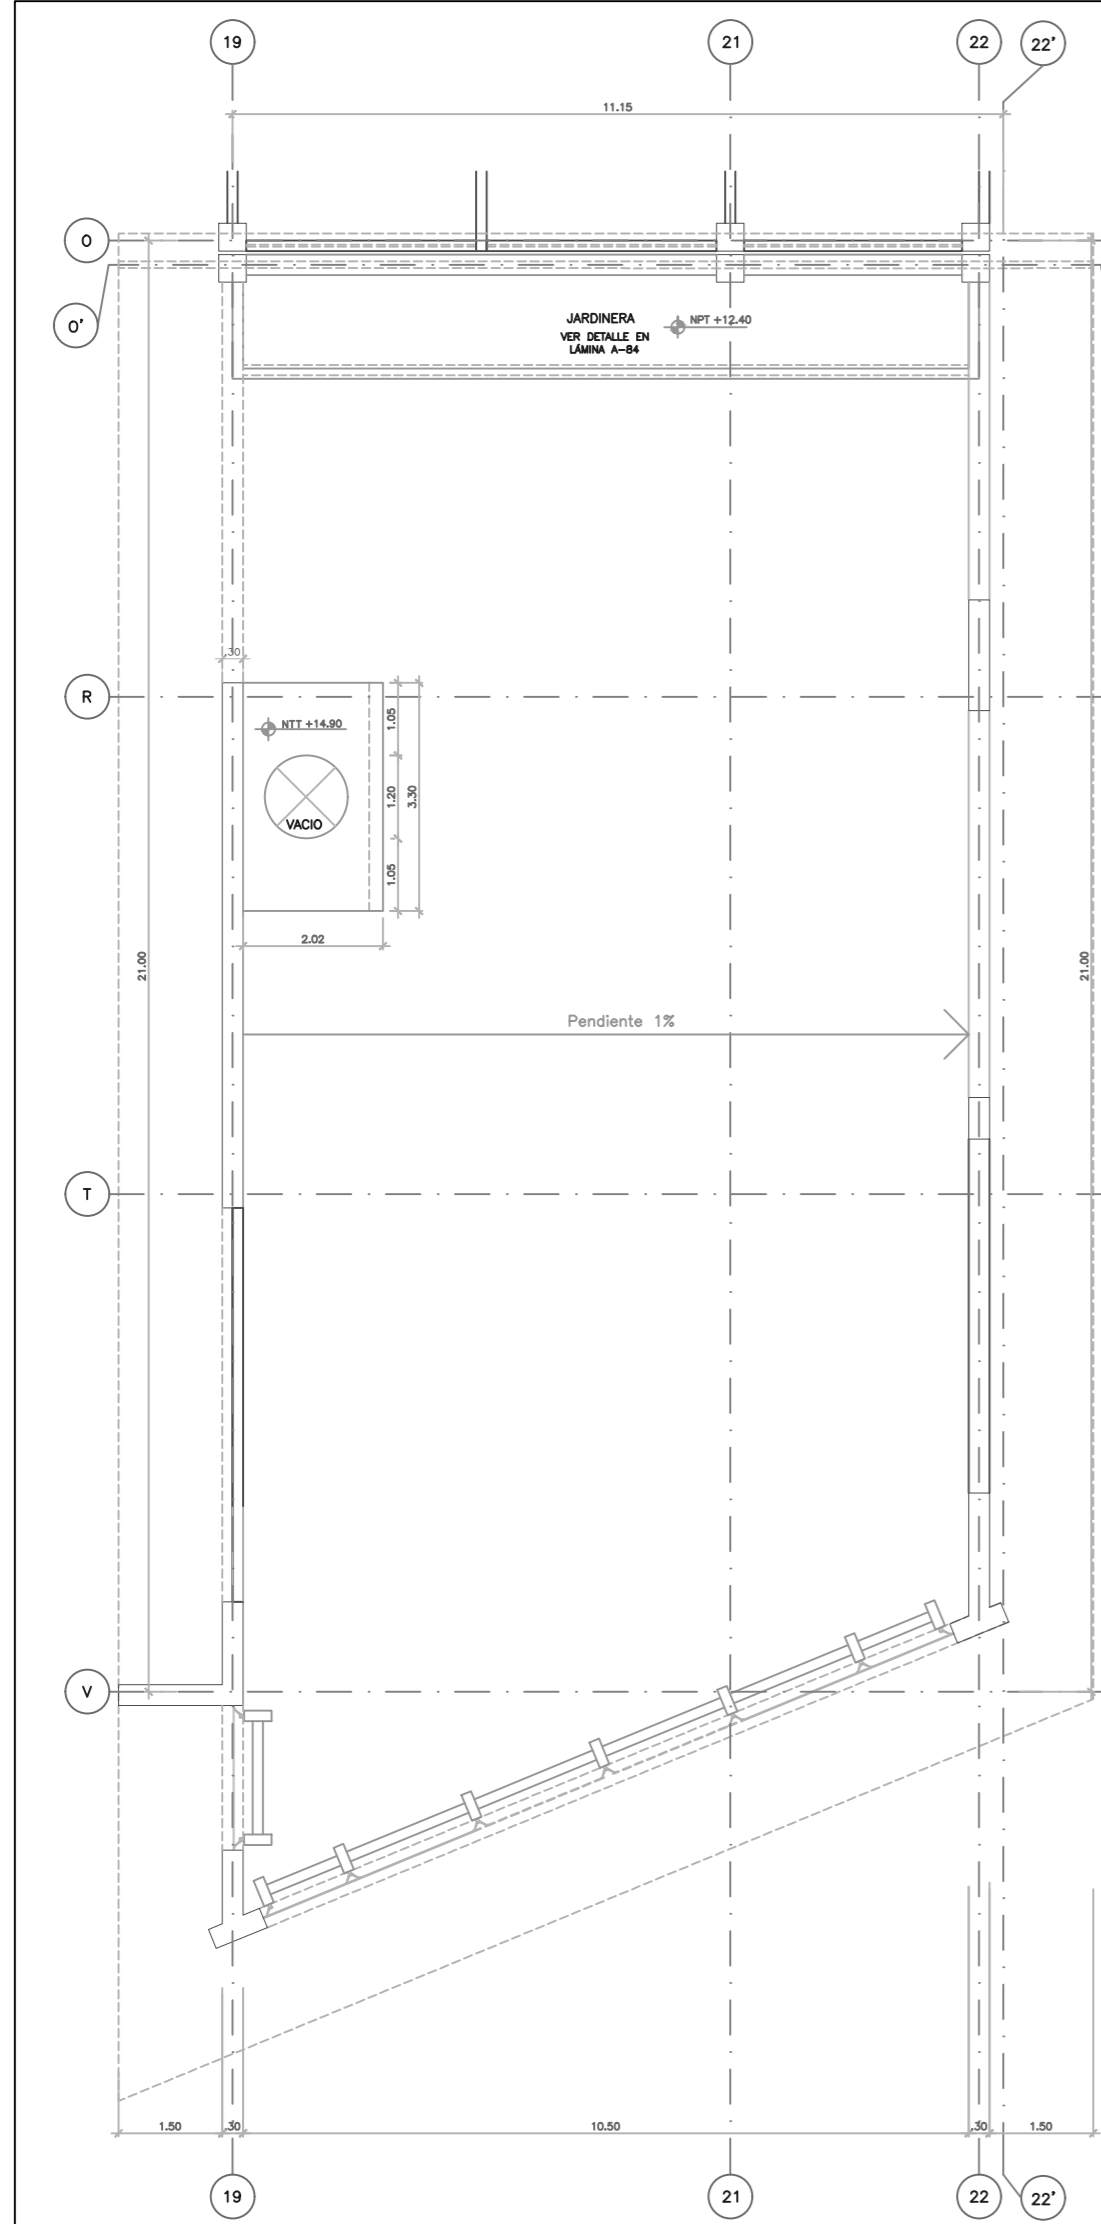 19
21
22
22'
11.15
O
O'
JARDINERA
VER DETALLE EN
LÁMINA A-84
NPT +12.40
.30
R
NTT +14.90
VACIO
1.05
1.20
1.05
3.30
2.02
21.00
21.00
Pendiente 1%
T
V
1.50
.30
10.50
.30
1.50
19
21
22
22'